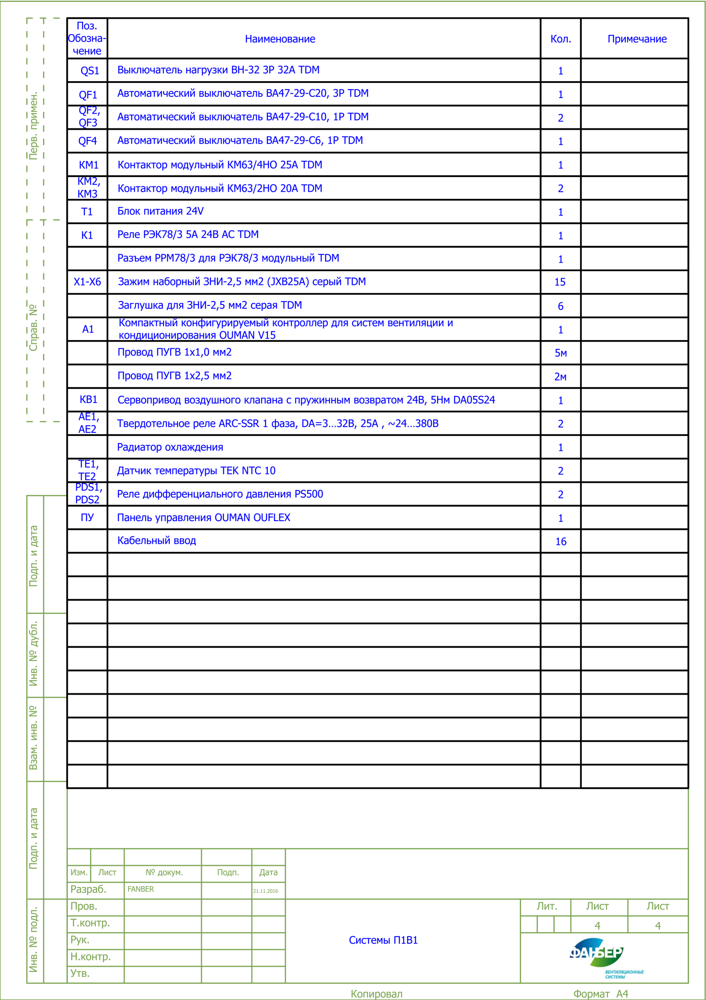 Поз.
Обозна-
чение
Наименование
Кол.
Примечание
QS1
Выключатель нагрузки ВН-32 3Р 32А TDM
1
QF1
Автоматический выключатель ВА47-29-С20, 3Р TDM
1
QF2,
QF3
Автоматический выключатель ВА47-29-С10, 1Р TDM
2
QF4
Автоматический выключатель ВА47-29-С6, 1Р TDM
1
KM1
Контактор модульный КМ63/4НО 25А TDM
1
KM2,
KM3
Контактор модульный КМ63/2НО 20А TDM
2
T1
Блок питания 24V
1
К1
Реле РЭК78/3 5А 24В АС TDM
1
Разъем РРМ78/3 для РЭК78/3 модульный TDM
1
X1-X6
Зажим наборный ЗНИ-2,5 мм2 (JXB25A) серый TDM
15
Заглушка для ЗНИ-2,5 мм2 серая TDM
6
A1
Компактный конфигурируемый контроллер для систем вентиляции и
кондиционирования OUMAN V15
1
Провод ПУГВ 1х1,0 мм2
5м
Провод ПУГВ 1х2,5 мм2
2м
КВ1
Сервопривод воздушного клапана с пружинным возвратом 24В, 5Нм DA05S24
1
AE1,
AE2
Твердотельное реле ARC-SSR 1 фаза, DA=3...32В, 25А , ~24...380В
2
Радиатор охлаждения
1
TE1,
TE2
Датчик температуры TEK NTC 10
2
PDS1,
PDS2
Реле дифференциального давления PS500
2
ПУ
Панель управления OUMAN OUFLEX
1
Кабельный ввод
16
Перв. примен.
Справ. №
Подп. и дата
Инв. № дубл.
Взам. инв. №
Подп. и дата
Инв. № подл.
Изм.
Лист
№ докум.
Подп.
Дата
Разраб.
FANBER
21.11.2016
Пров.
Т.контр.
Рук.
Н.контр.
Утв.
Системы П1В1
Лит.
Лист
Лист
4
4
ФАНБЕР
ВЕНТИЛЯЦИОННЫЕ
СИСТЕМЫ
Копировал
Формат А4